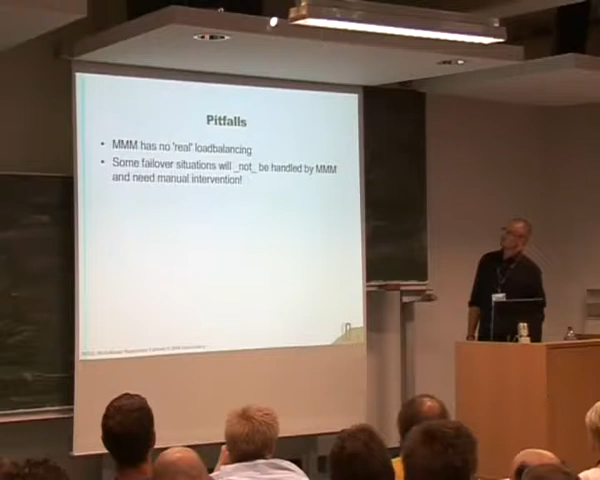 Pitfalls
• MMM has no 'real' loadbalancing
• Some failover situations will _not_ be handled by MMM
and need manual intervention!